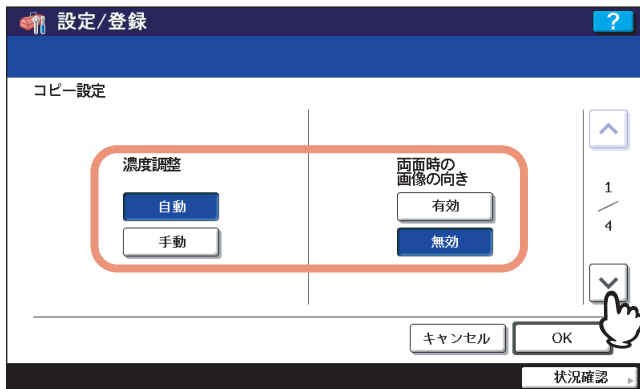 設定/登録
?
コピー設定
濃度調整
自動
手動
両面時の
画像の向き
有効
無効
1
/
4
キャンセル
OK
状況確認